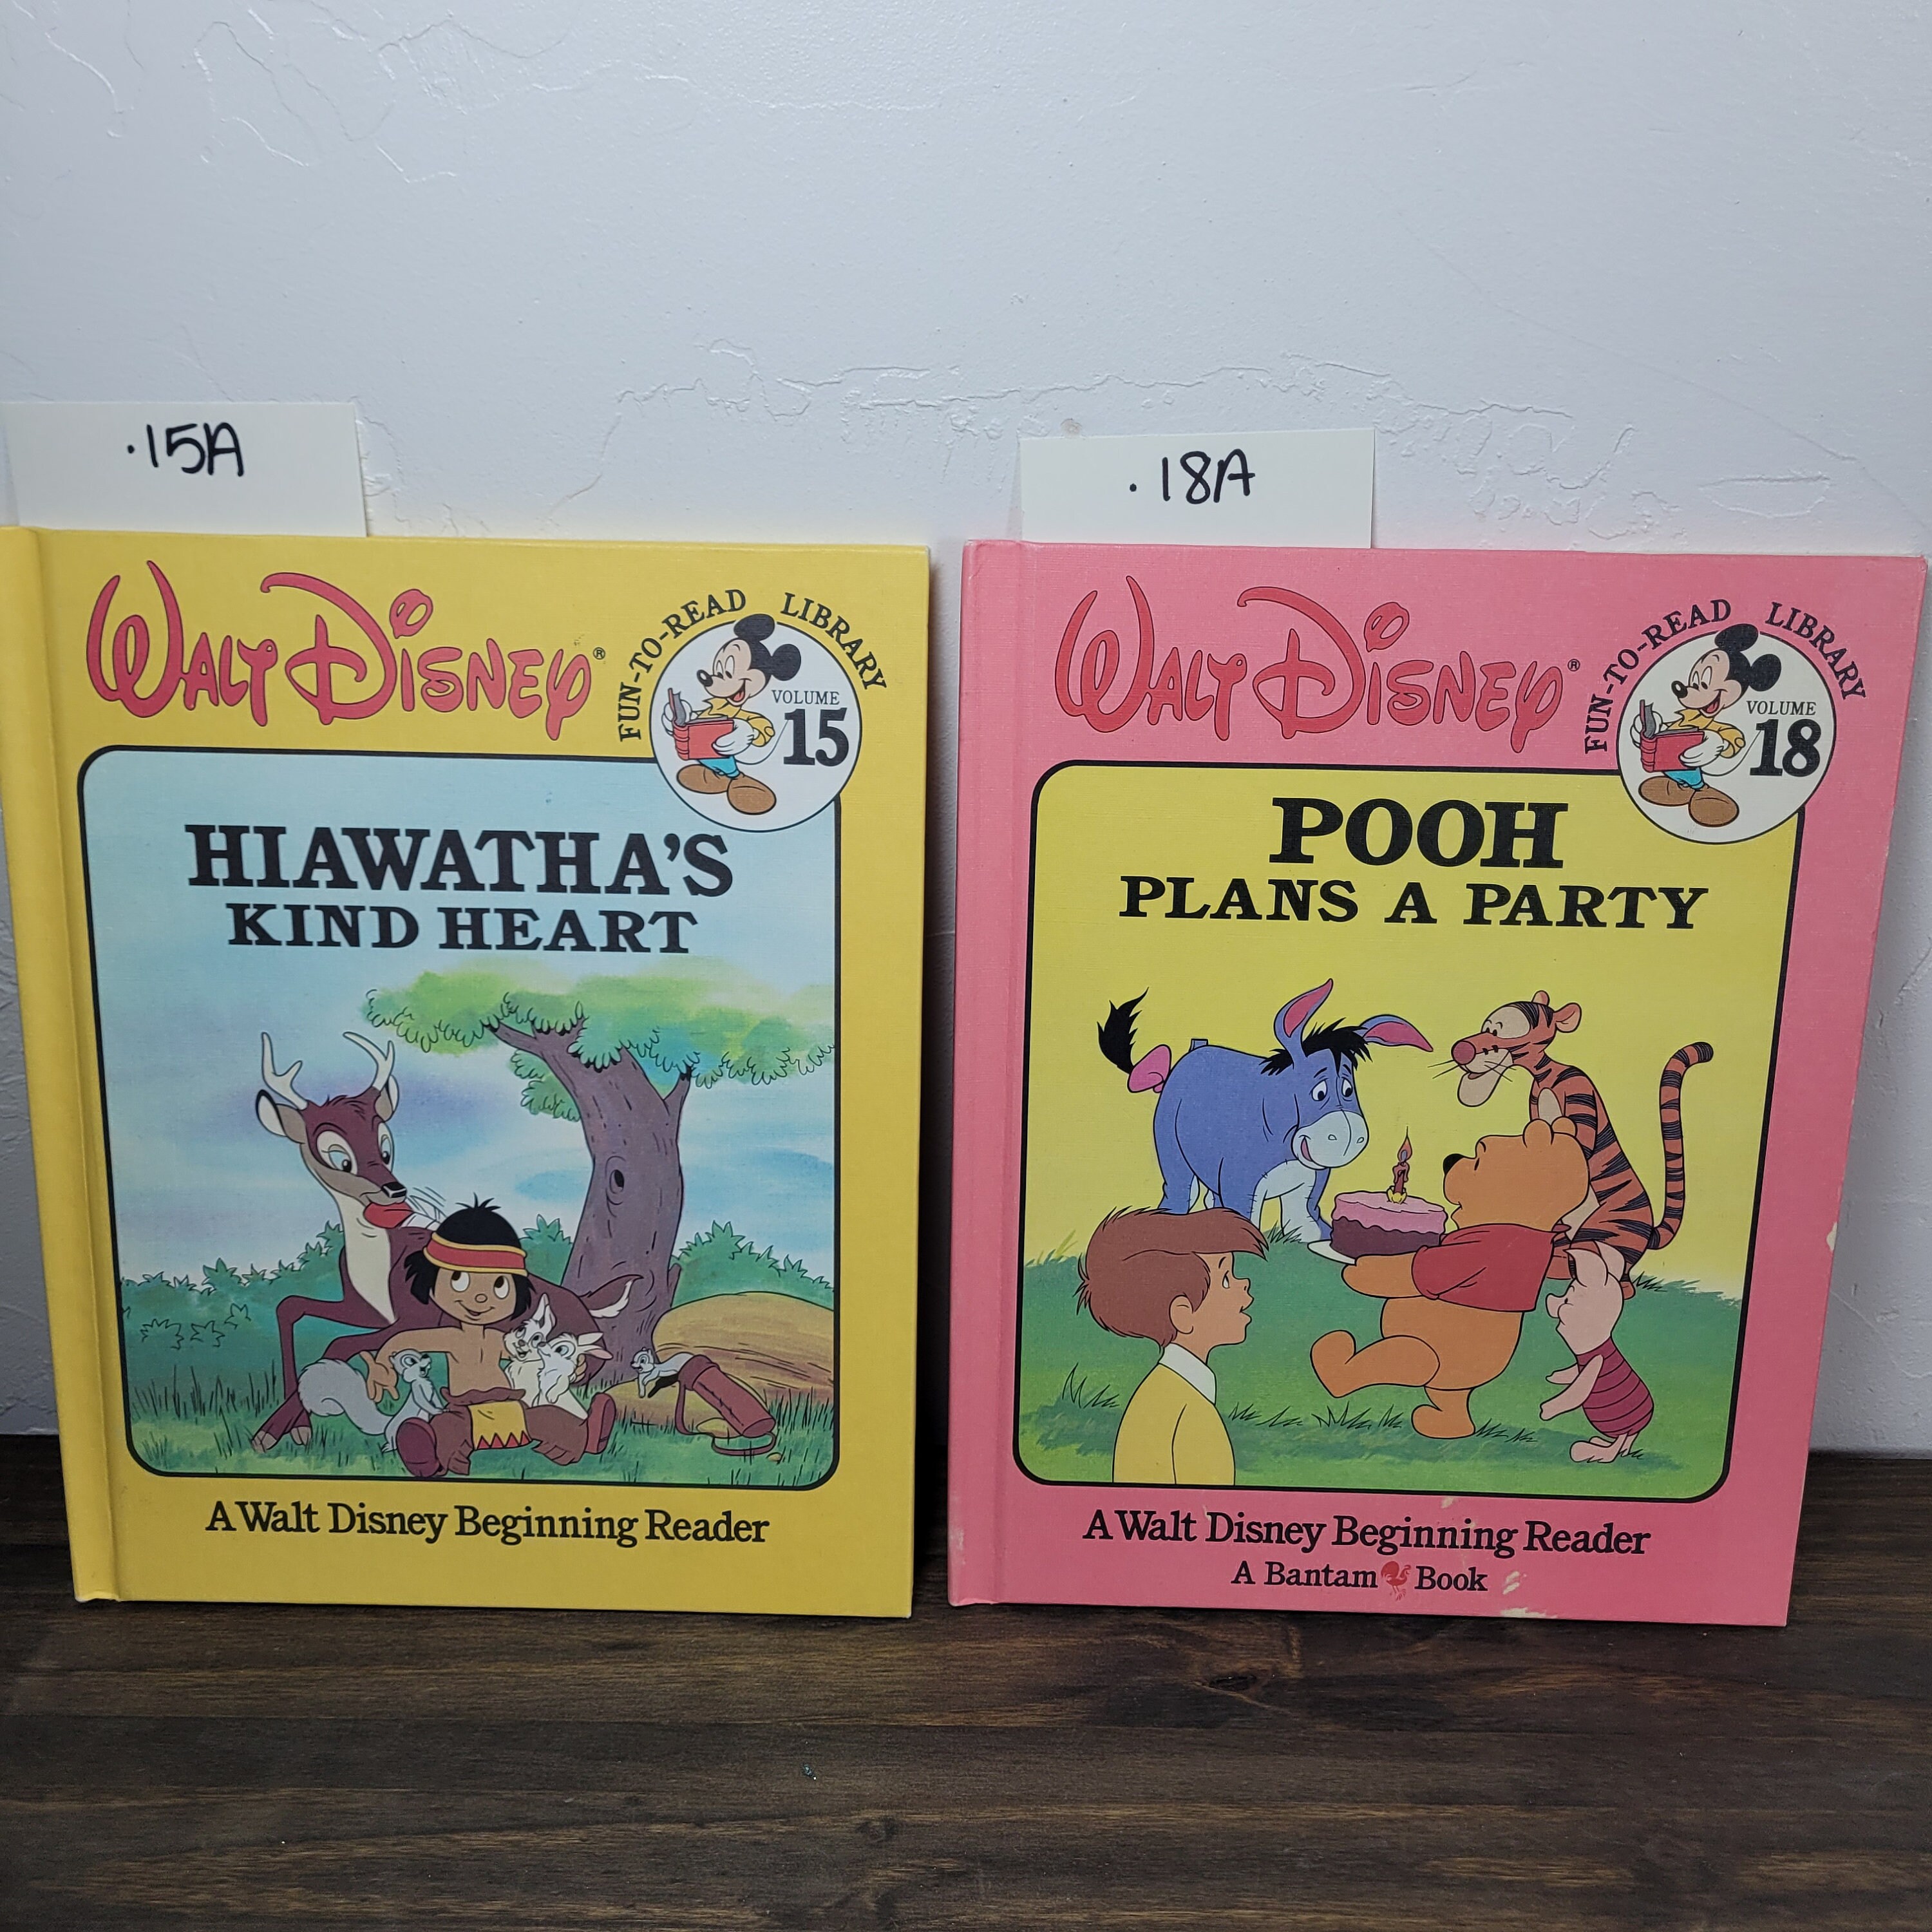 .15A
WALT DISNEY®
FUN-TO-READ LIBRARY
VOLUME
15
HIAWATHA'S
KIND HEART
A Walt Disney Beginning Reader
.18A
WALT DISNEY®
FUN-TO-READ LIBRARY
VOLUME
18
POOH
PLANS A PARTY
A Walt Disney Beginning Reader
A Bantam Book